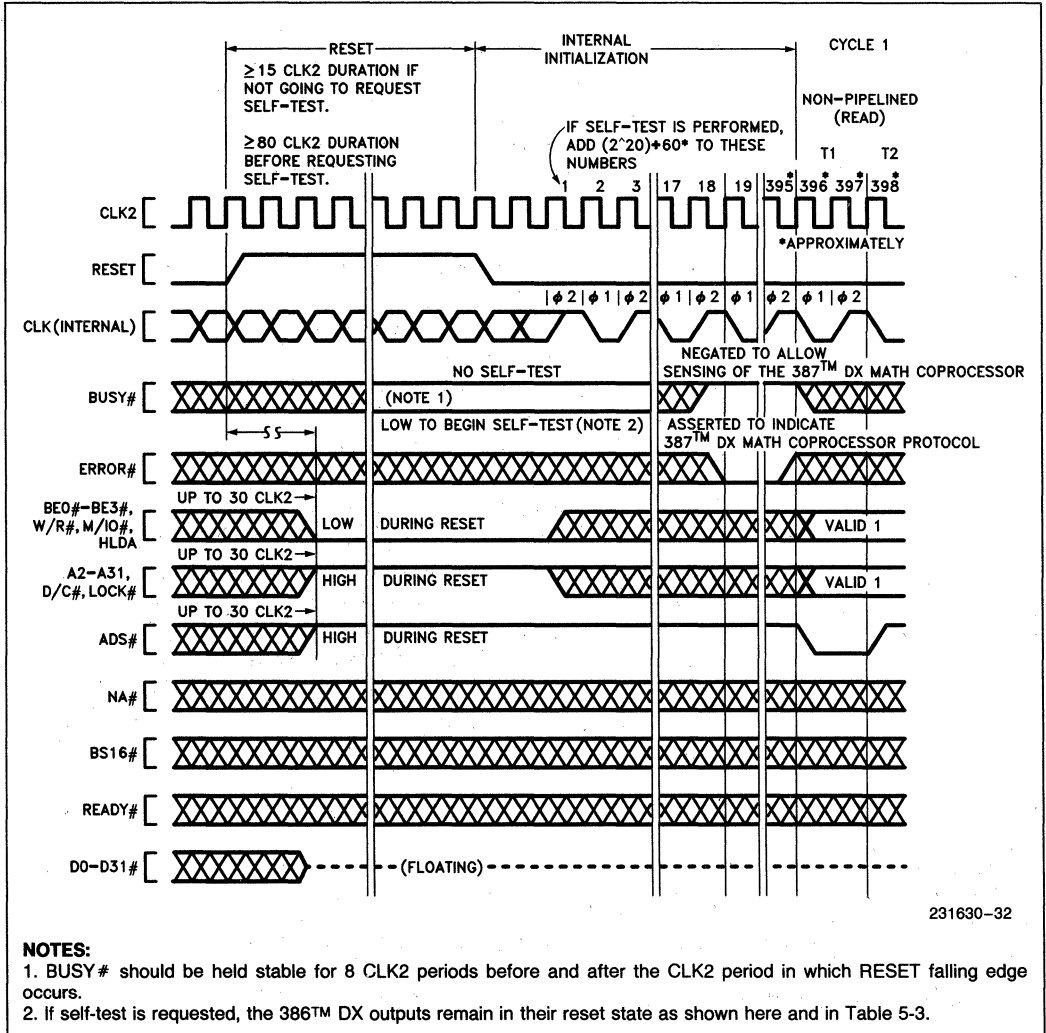 RESET
INTERNAL
INITIALIZATION
CYCLE 1
≥15 CLK2 DURATION IF
NOT GOING TO REQUEST
SELF-TEST.
≥80 CLK2 DURATION
BEFORE REQUESTING
SELF-TEST.
IF SELF-TEST IS PERFORMED,
ADD (2^20)+60* TO THESE
NUMBERS
NON-PIPELINED
(READ)
T1 T2
1 2 3 17 18 19 395* 396* 397* 398*
CLK2
*APPROXIMATELY
RESET
ϕ2 ϕ1 ϕ2 ϕ1 ϕ2 ϕ1 ϕ2 ϕ1 ϕ2
CLK(INTERNAL)
NO SELF-TEST
NEGATED TO ALLOW
SENSING OF THE 387™ DX MATH COPROCESSOR
BUSY#
(NOTE 1)
LOW TO BEGIN SELF-TEST(NOTE 2)
ASSERTED TO INDICATE
387™ DX MATH COPROCESSOR PROTOCOL
ERROR#
UP TO 30 CLK2
BE0#-BE3#,
W/R#, M/IO#,
HLDA
LOW DURING RESET VALID 1
UP TO 30 CLK2
A2-A31,
D/C#, LOCK#
HIGH DURING RESET VALID 1
UP TO 30 CLK2
ADS#
HIGH DURING RESET
NA#
BS16#
READY#
D0-D31#
(FLOATING)
231630-32
NOTES:
1. BUSY# should be held stable for 8 CLK2 periods before and after the CLK2 period in which RESET falling edge
occurs.
2. If self-test is requested, the 386™ DX outputs remain in their reset state as shown here and in Table 5-3.